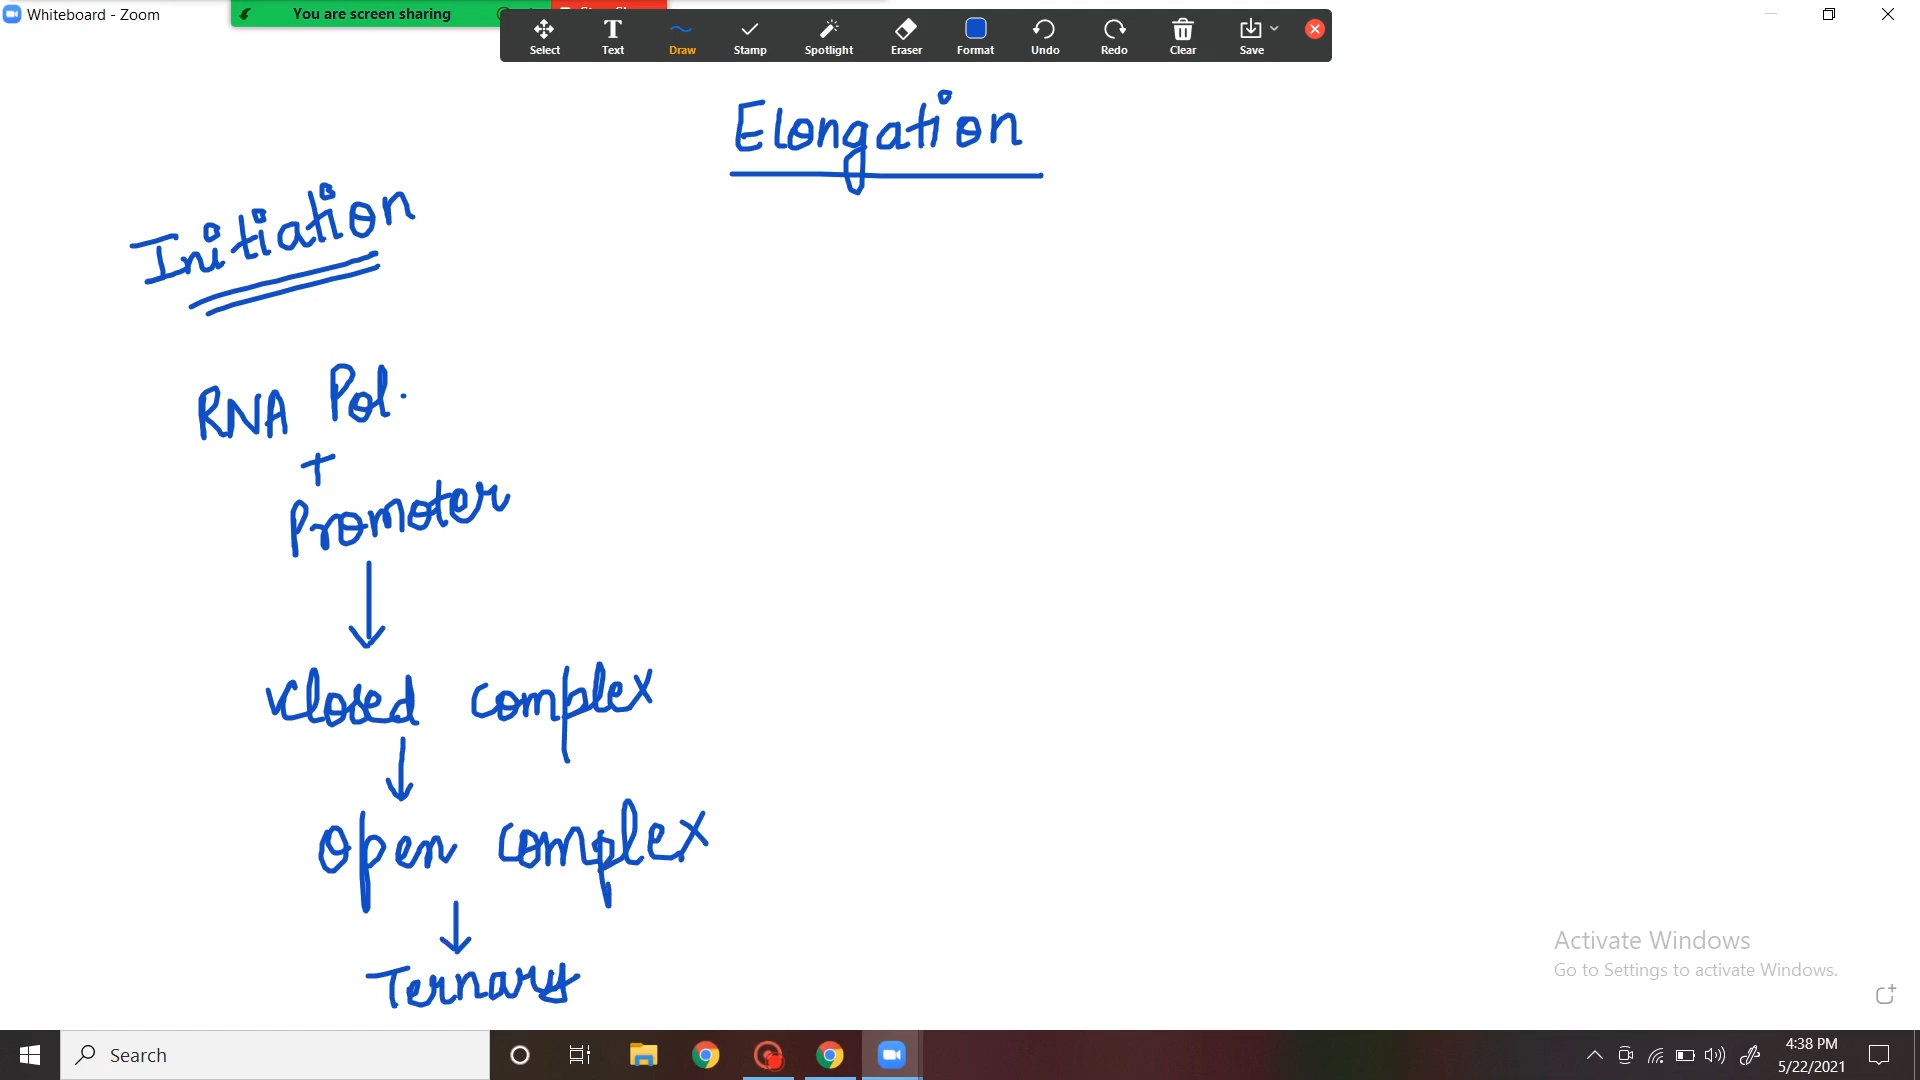 Whiteboard - Zoom
You are screen sharing
Select Text Draw Stamp Spotlight Eraser Format Undo Redo Clear Save
Elongation
Initiation
RNA Pol.
+
Promoter
Closed complex
Open complex
Ternary
Activate Windows
Go to Settings to activate Windows.
Search
4:38 PM
5/22/2021